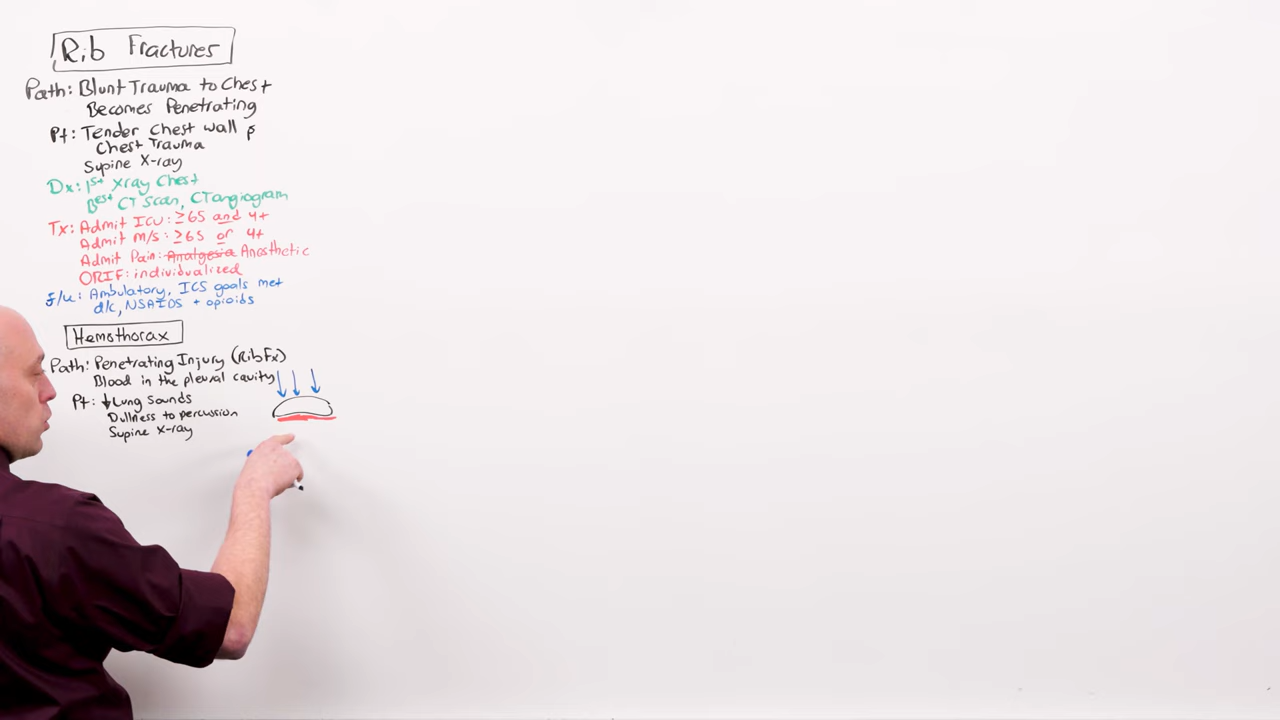 Rib Fractures
Path: Blunt Trauma to Chest
Becomes Penetrating
Pt: Tender Chest wall p̄
Chest Trauma
Supine X-ray
Dx: 1st Xray Chest
Best CT Scan, CTangiogram
Tx: Admit ICU: ≥65 and 4+
Admit m/s: ≥65 or 4+
Admit Pain: Analgesia Anesthetic
ORIF: individualized
f/u: Ambulatory, ICS goals met
d/c, NSAIDS + opioids
Hemothorax
Path: Penetrating Injury (Rib Fx)
Blood in the pleural cavity
Pt: ↓ Lung Sounds
Dullness to percussion
Supine X-ray